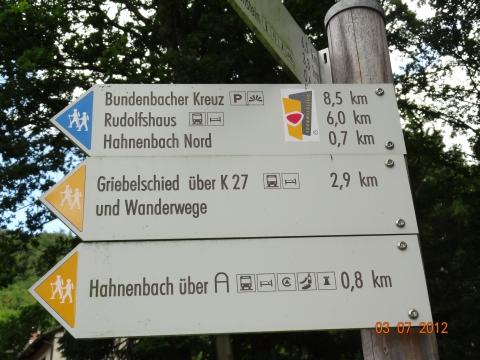 Bundenbacher Kreuz P 8,5 km
Rudolfshaus 6,0 km
Hahnenbach Nord 0,7 km
Griebelschied über K 27 2,9 km
und Wanderwege
Hahnenbach über 0,8 km
03 07 2012